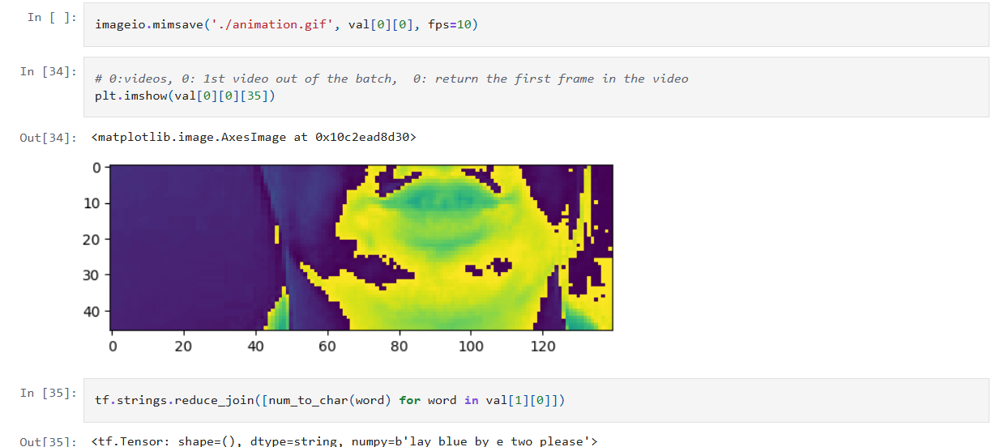 In [ ]:
imageio.mimsave('./animation.gif', val[0][0], fps=10)
In [34]:
# 0:videos, 0: 1st video out of the batch,  0: return the first frame in the video
plt.imshow(val[0][0][35])
Out[34]:
<matplotlib.image.AxesImage at 0x10c2ead8d30>
0
10
20
30
40
0 20 40 60 80 100 120
In [35]:
tf.strings.reduce_join([num_to_char(word) for word in val[1][0]])
Out[35]:
<tf.Tensor: shape=(), dtype=string, numpy=b'lay blue by e two please'>